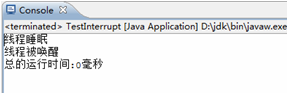 Console
<terminated> TestInterrupt [Java Application] D:\jdk\bin\javaw.exe
线程睡眠
线程被唤醒
总的运行时间:0毫秒